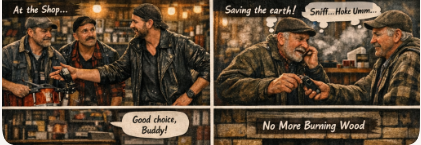 At the Shop...
Saving the earth!
Sniff...Hoke Umm...
Good choice,
Buddy!
No More Burning Wood